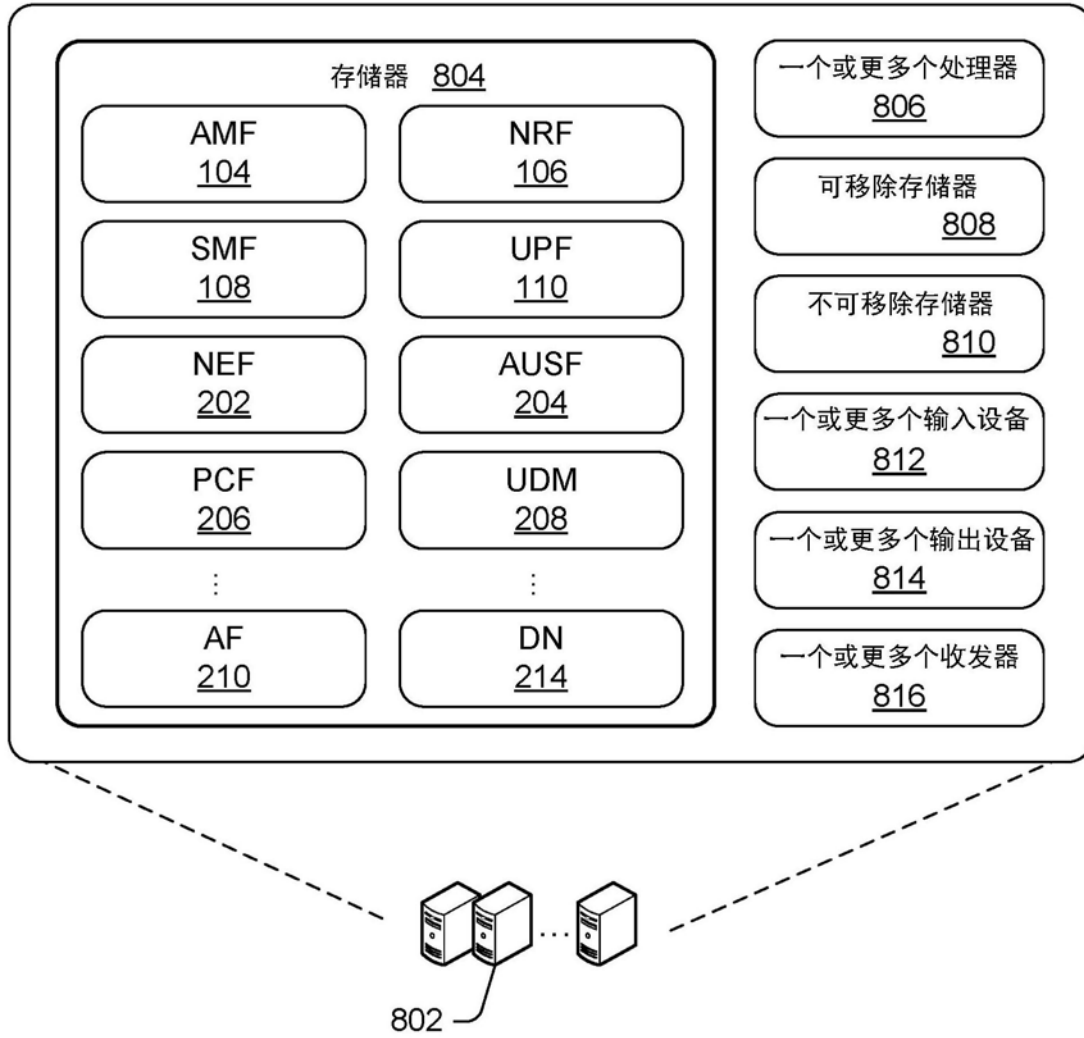 存储器 804
AMF
104
NRF
106
SMF
108
UPF
110
NEF
202
AUSF
204
PCF
206
UDM
208
⋮
⋮
AF
210
DN
214
一个或更多个处理器
806
可移除存储器
808
不可移除存储器
810
一个或更多个输入设备
812
一个或更多个输出设备
814
一个或更多个收发器
816
...
802